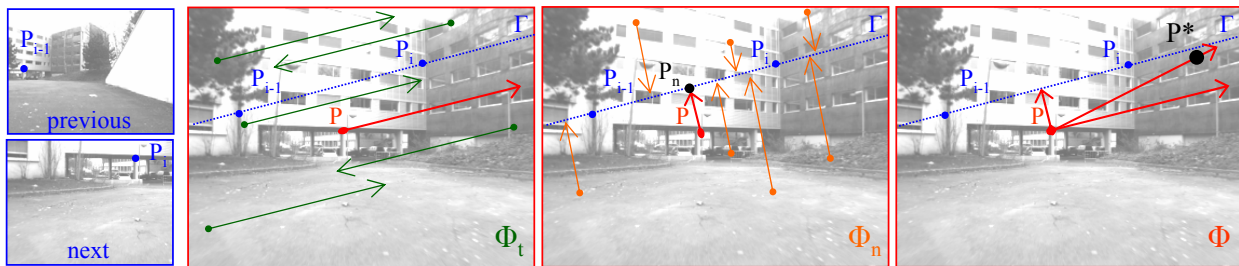 P_{i-1}
previous
P_i
next
Γ
P_i
P_{i-1}
P
Φ_t
Γ
P_i
P_n
P_{i-1}
P
Φ_n
Γ
P*
P_i
P_{i-1}
P
Φ